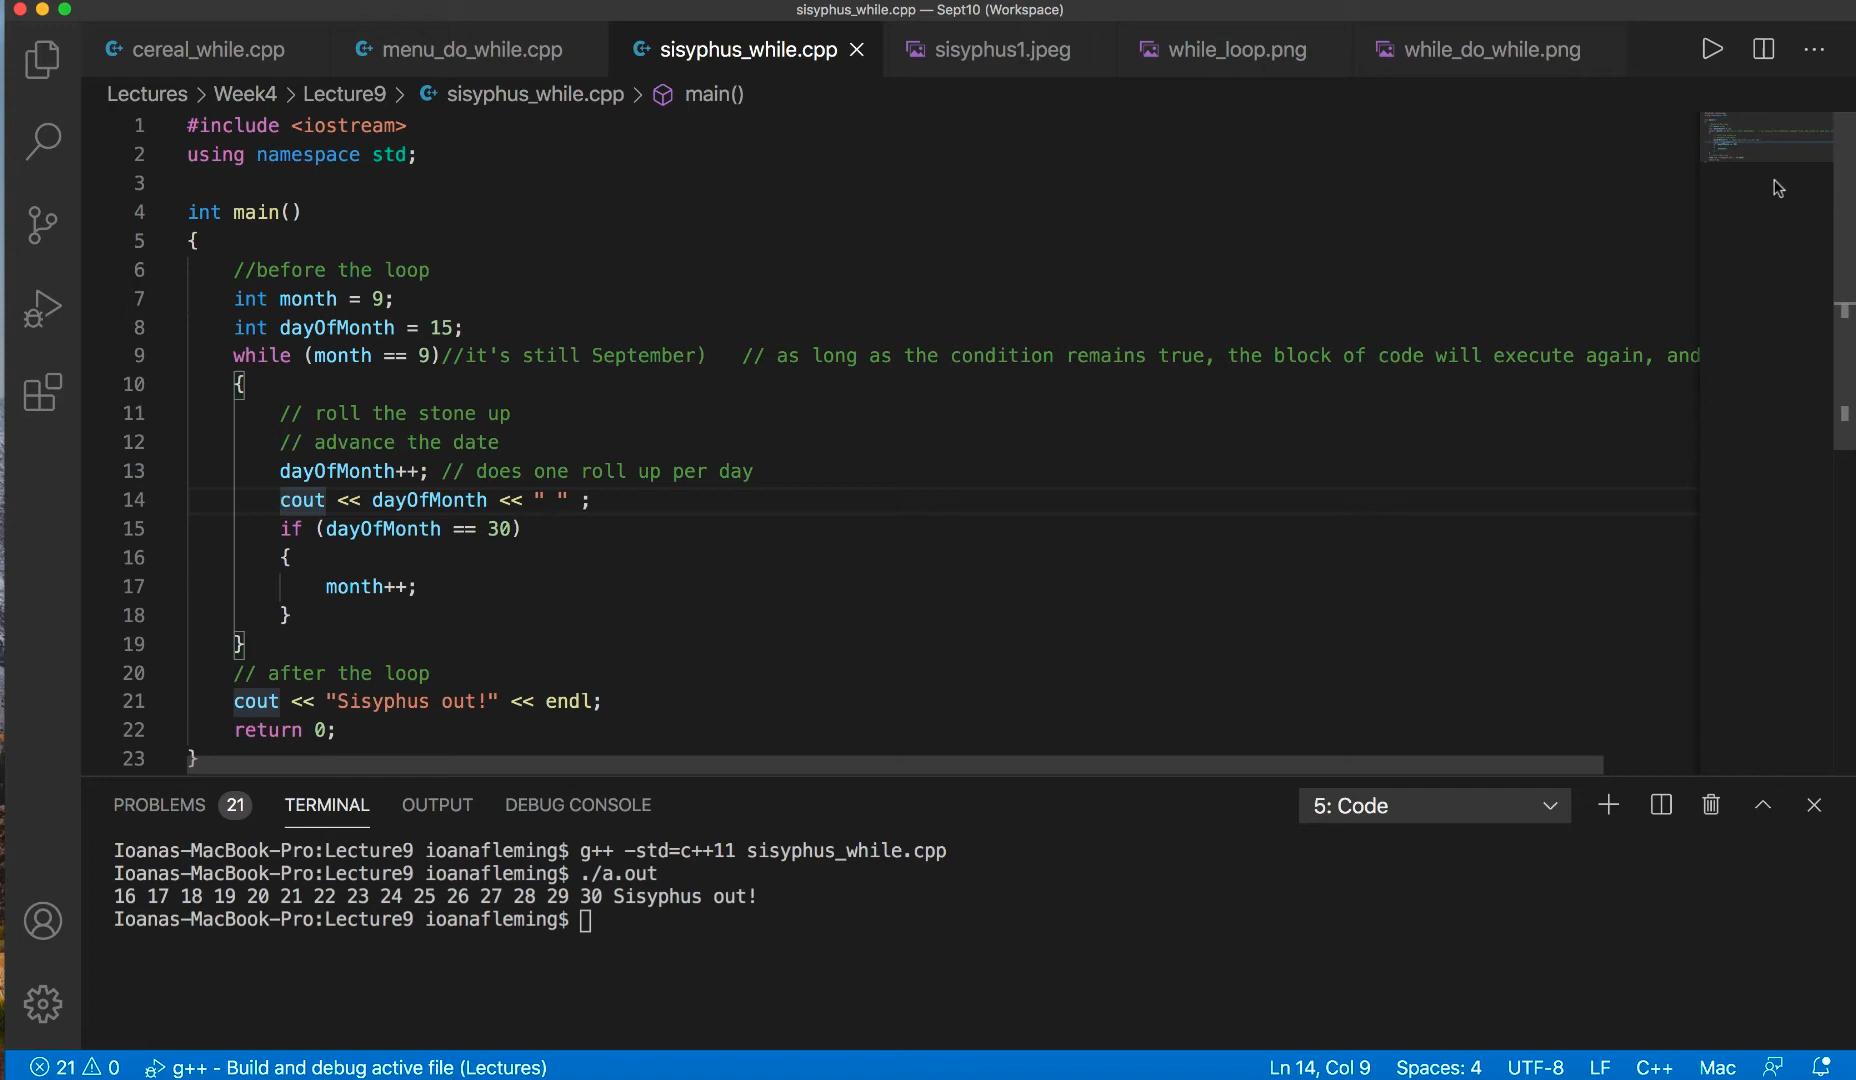 sisyphus_while.cpp — Sept10 (Workspace)
cereal_while.cpp menu_do_while.cpp sisyphus_while.cpp sisyphus1.jpeg while_loop.png while_do_while.png
Lectures > Week4 > Lecture9 > sisyphus_while.cpp > main()
1 #include <iostream>
2 using namespace std;
3
4 int main()
5 {
6     //before the loop
7     int month = 9;
8     int dayOfMonth = 15;
9     while (month == 9)//it's still September)   // as long as the condition remains true, the block of code will execute again, and
10     {
11         // roll the stone up
12         // advance the date
13         dayOfMonth++; // does one roll up per day
14         cout << dayOfMonth << " " ;
15         if (dayOfMonth == 30)
16         {
17             month++;
18         }
19     }
20     // after the loop
21     cout << "Sisyphus out!" << endl;
22     return 0;
23 }
PROBLEMS 21 TERMINAL OUTPUT DEBUG CONSOLE 5: Code
Ioanas-MacBook-Pro:Lecture9 ioanafleming$ g++ -std=c++11 sisyphus_while.cpp
Ioanas-MacBook-Pro:Lecture9 ioanafleming$ ./a.out
16 17 18 19 20 21 22 23 24 25 26 27 28 29 30 Sisyphus out!
Ioanas-MacBook-Pro:Lecture9 ioanafleming$
21 0 g++ - Build and debug active file (Lectures) Ln 14, Col 9 Spaces: 4 UTF-8 LF C++ Mac